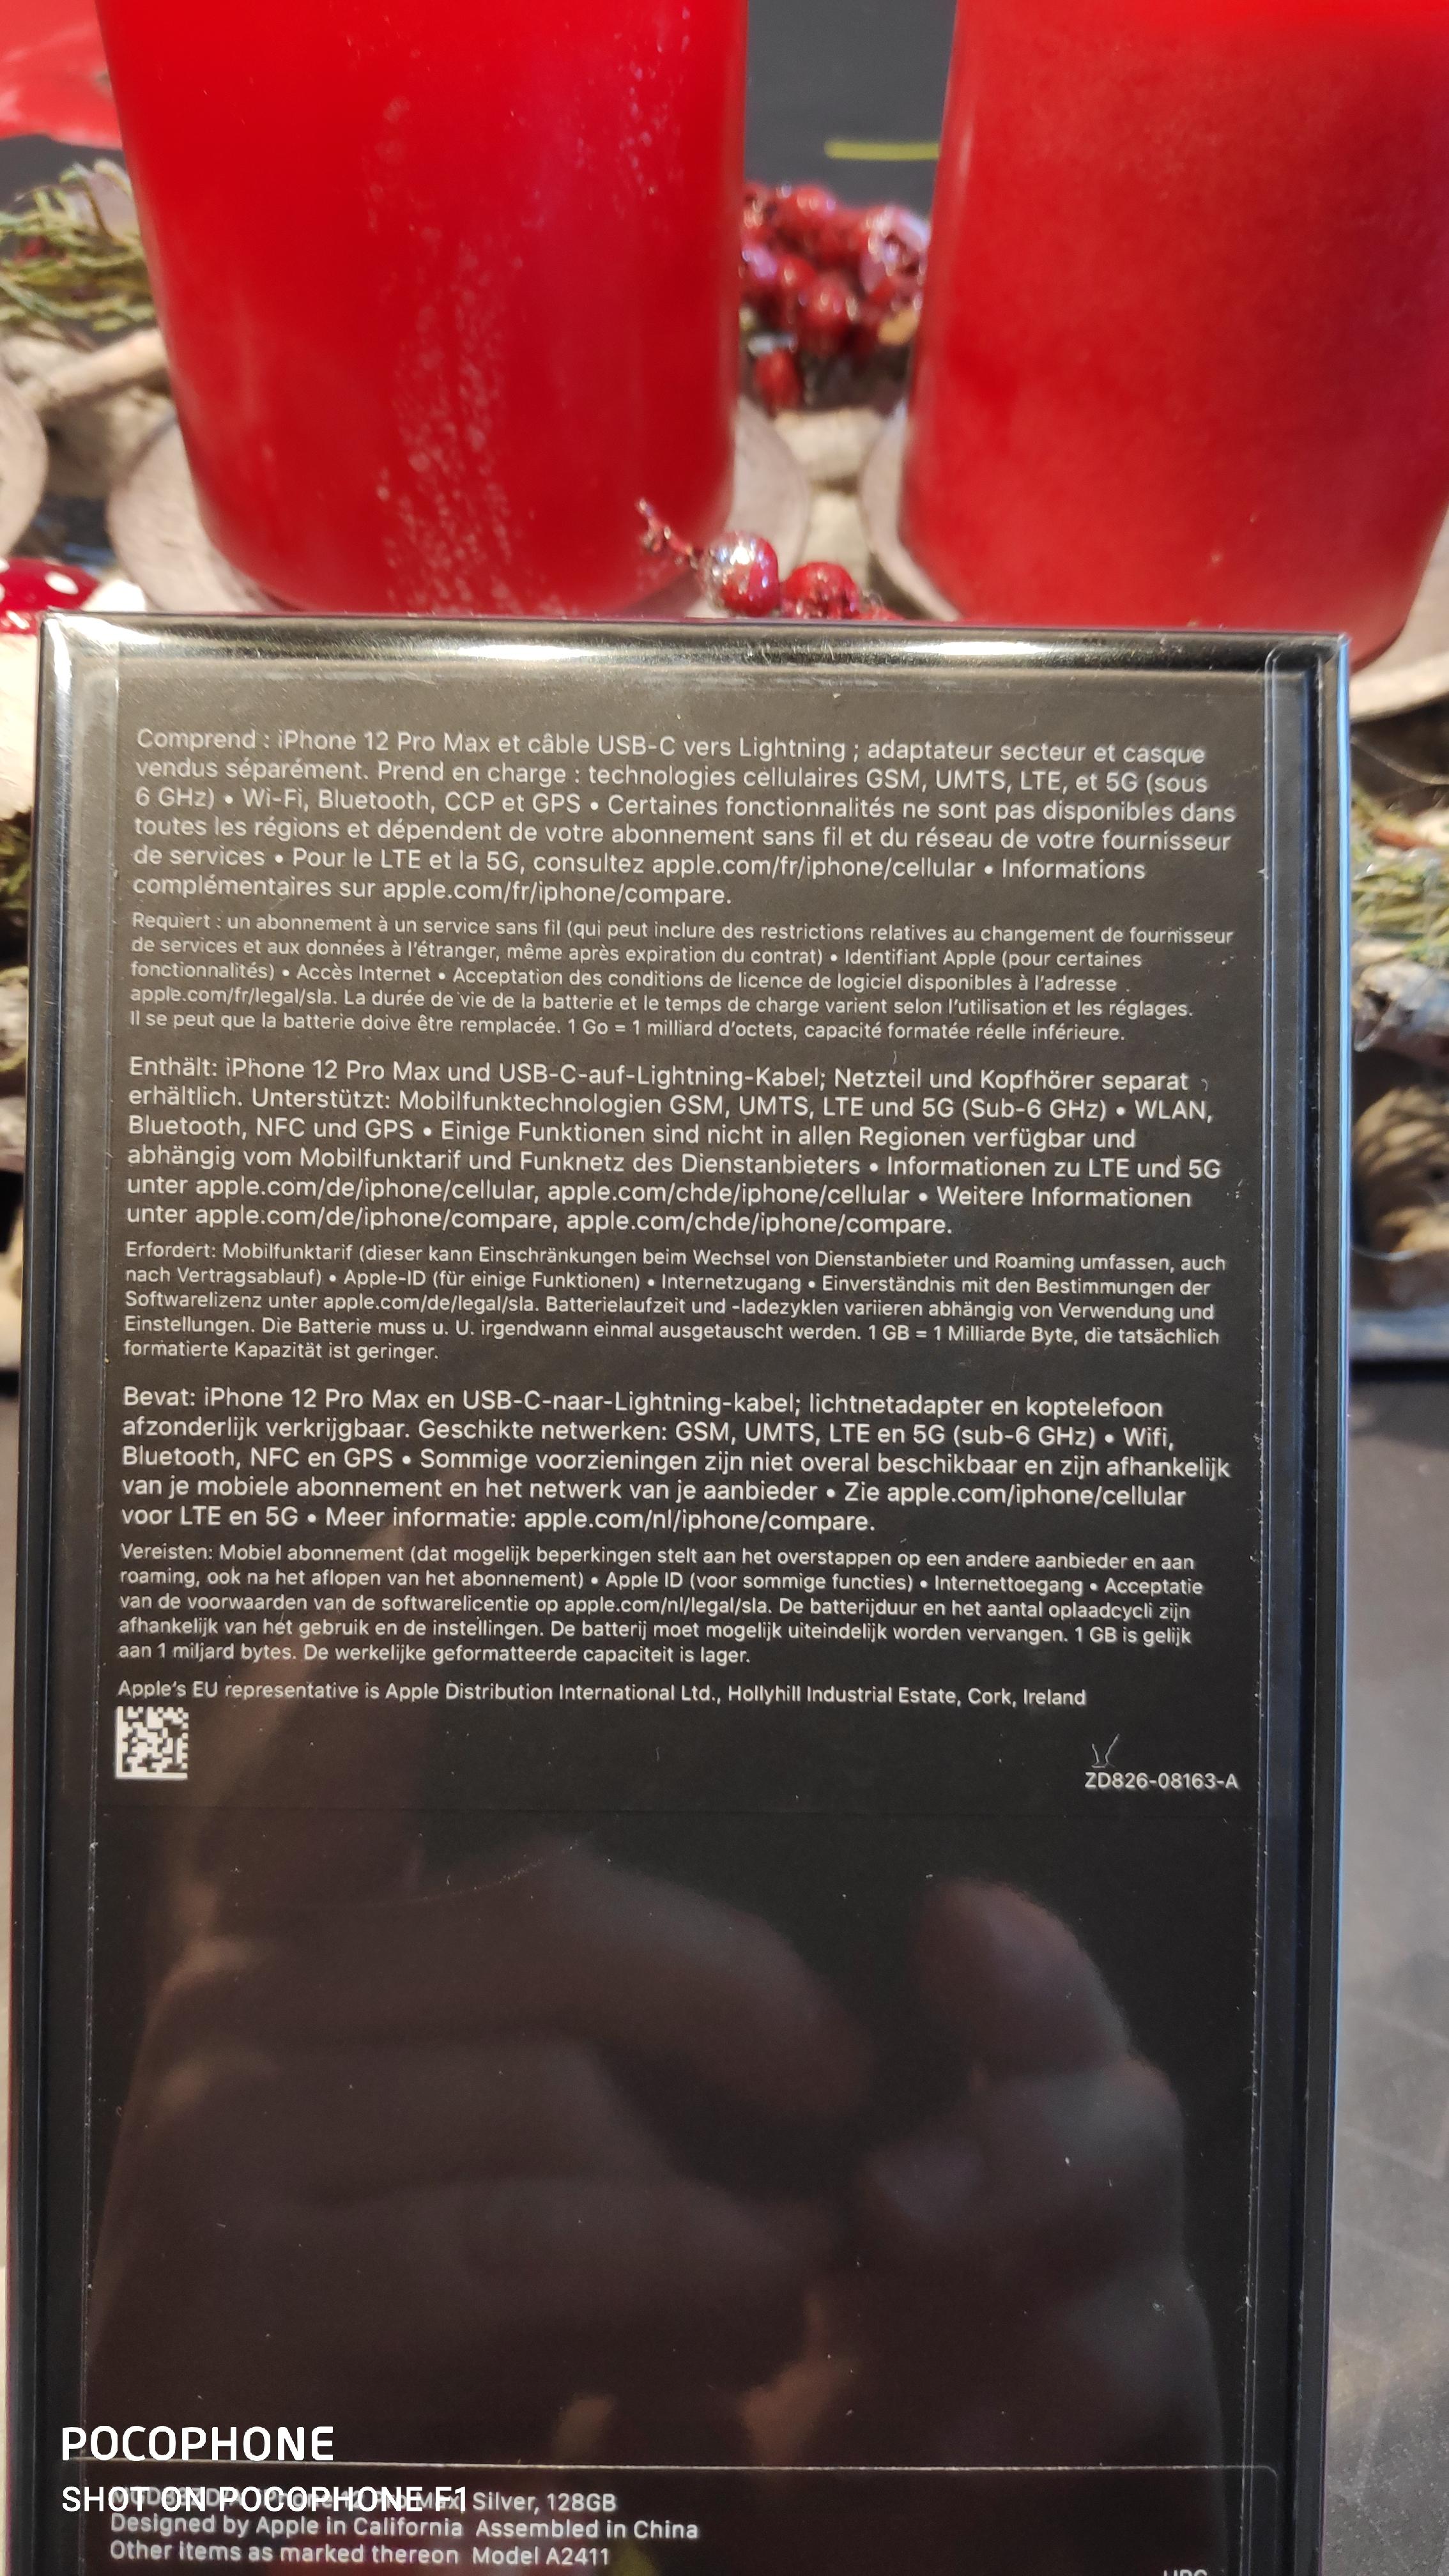 Comprend : iPhone 12 Pro Max et câble USB-C vers Lightning ; adaptateur secteur et casque
vendus séparément. Prend en charge : technologies cellulaires GSM, UMTS, LTE, et 5G (sous
6 GHz) • Wi-Fi, Bluetooth, CCP et GPS • Certaines fonctionnalités ne sont pas disponibles dans
toutes les régions et dépendent de votre abonnement sans fil et du réseau de votre fournisseur
de services • Pour le LTE et la 5G, consultez apple.com/fr/iphone/cellular • Informations
complémentaires sur apple.com/fr/iphone/compare.
Requiert : un abonnement à un service sans fil (qui peut inclure des restrictions relatives au changement de fournisseur
de services et aux données à l'étranger, même après expiration du contrat) • Identifiant Apple (pour certaines
fonctionnalités) • Accès Internet • Acceptation des conditions de licence de logiciel disponibles à l'adresse
apple.com/fr/legal/sla. La durée de vie de la batterie et le temps de charge varient selon l'utilisation et les réglages.
Il se peut que la batterie doive être remplacée. 1 Go = 1 milliard d'octets, capacité formatée réelle inférieure.
Enthält: iPhone 12 Pro Max und USB-C-auf-Lightning-Kabel; Netzteil und Kopfhörer separat
erhältlich. Unterstützt: Mobilfunktechnologien GSM, UMTS, LTE und 5G (Sub-6 GHz) • WLAN,
Bluetooth, NFC und GPS • Einige Funktionen sind nicht in allen Regionen verfügbar und
abhängig vom Mobilfunktarif und Funknetz des Dienstanbieters • Informationen zu LTE und 5G
unter apple.com/de/iphone/cellular, apple.com/chde/iphone/cellular • Weitere Informationen
unter apple.com/de/iphone/compare, apple.com/chde/iphone/compare.
Erfordert: Mobilfunktarif (dieser kann Einschränkungen beim Wechsel von Dienstanbieter und Roaming umfassen, auch
nach Vertragsablauf) • Apple-ID (für einige Funktionen) • Internetzugang • Einverständnis mit den Bestimmungen der
Softwarelizenz unter apple.com/de/legal/sla. Batterielaufzeit und -ladezyklen variieren abhängig von Verwendung und
Einstellungen. Die Batterie muss u. U. irgendwann einmal ausgetauscht werden. 1 GB = 1 Milliarde Byte, die tatsächlich
formatierte Kapazität ist geringer.
Bevat: iPhone 12 Pro Max en USB-C-naar-Lightning-kabel; lichtnetadapter en koptelefoon
afzonderlijk verkrijgbaar. Geschikte netwerken: GSM, UMTS, LTE en 5G (sub-6 GHz) • Wifi,
Bluetooth, NFC en GPS • Sommige voorzieningen zijn niet overal beschikbaar en zijn afhankelijk
van je mobiele abonnement en het netwerk van je aanbieder • Zie apple.com/iphone/cellular
voor LTE en 5G • Meer informatie: apple.com/nl/iphone/compare.
Vereisten: Mobiel abonnement (dat mogelijk beperkingen stelt aan het overstappen op een andere aanbieder en aan
roaming, ook na het aflopen van het abonnement) • Apple ID (voor sommige functies) • Internettoegang • Acceptatie
van de voorwaarden van de softwarelicentie op apple.com/nl/legal/sla. De batterijduur en het aantal oplaadcycli zijn
afhankelijk van het gebruik en de instellingen. De batterij moet mogelijk uiteindelijk worden vervangen. 1 GB is gelijk
aan 1 miljard bytes. De werkelijke geformatteerde capaciteit is lager.
Apple's EU representative is Apple Distribution International Ltd., Hollyhill Industrial Estate, Cork, Ireland
ZD826-08163-A
POCOPHONE
SHOT ON POCOPHONE F1
Max, Silver, 128GB
Designed by Apple in California Assembled in China
Other items as marked thereon Model A2411